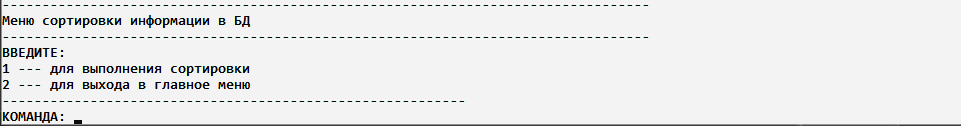 ---------------------------------------------------------------------------------
Меню сортировки информации в БД
---------------------------------------------------------------------------------
ВВЕДИТЕ:
1 --- для выполнения сортировки
2 --- для выхода в главное меню
----------------------------------------------------------
КОМАНДА: _